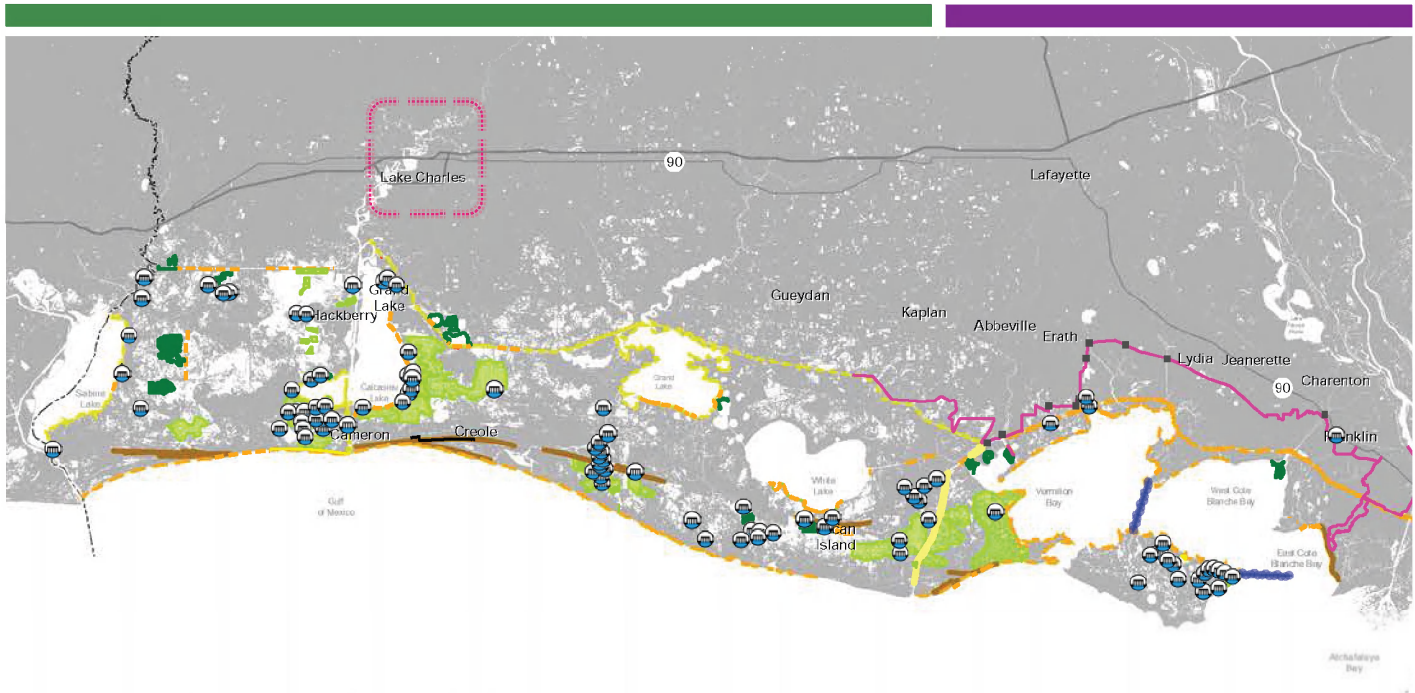 90
Lake Charles
Lafayette
Grand
Lake
Gueydan
Hackberry
Kaplan
Abbeville
Erath
Lydia
Jeanerette
90
Charenton
Grand
Lake
Sabine
Lake
Calcasieu
Lake
Cameron
Creole
Franklin
White
Lake
Vermilion
Bay
West Cote
Blanche Bay
Gulf
of Mexico
can
Island
East Cote
Blanche Bay
Atchafalaya
Bay